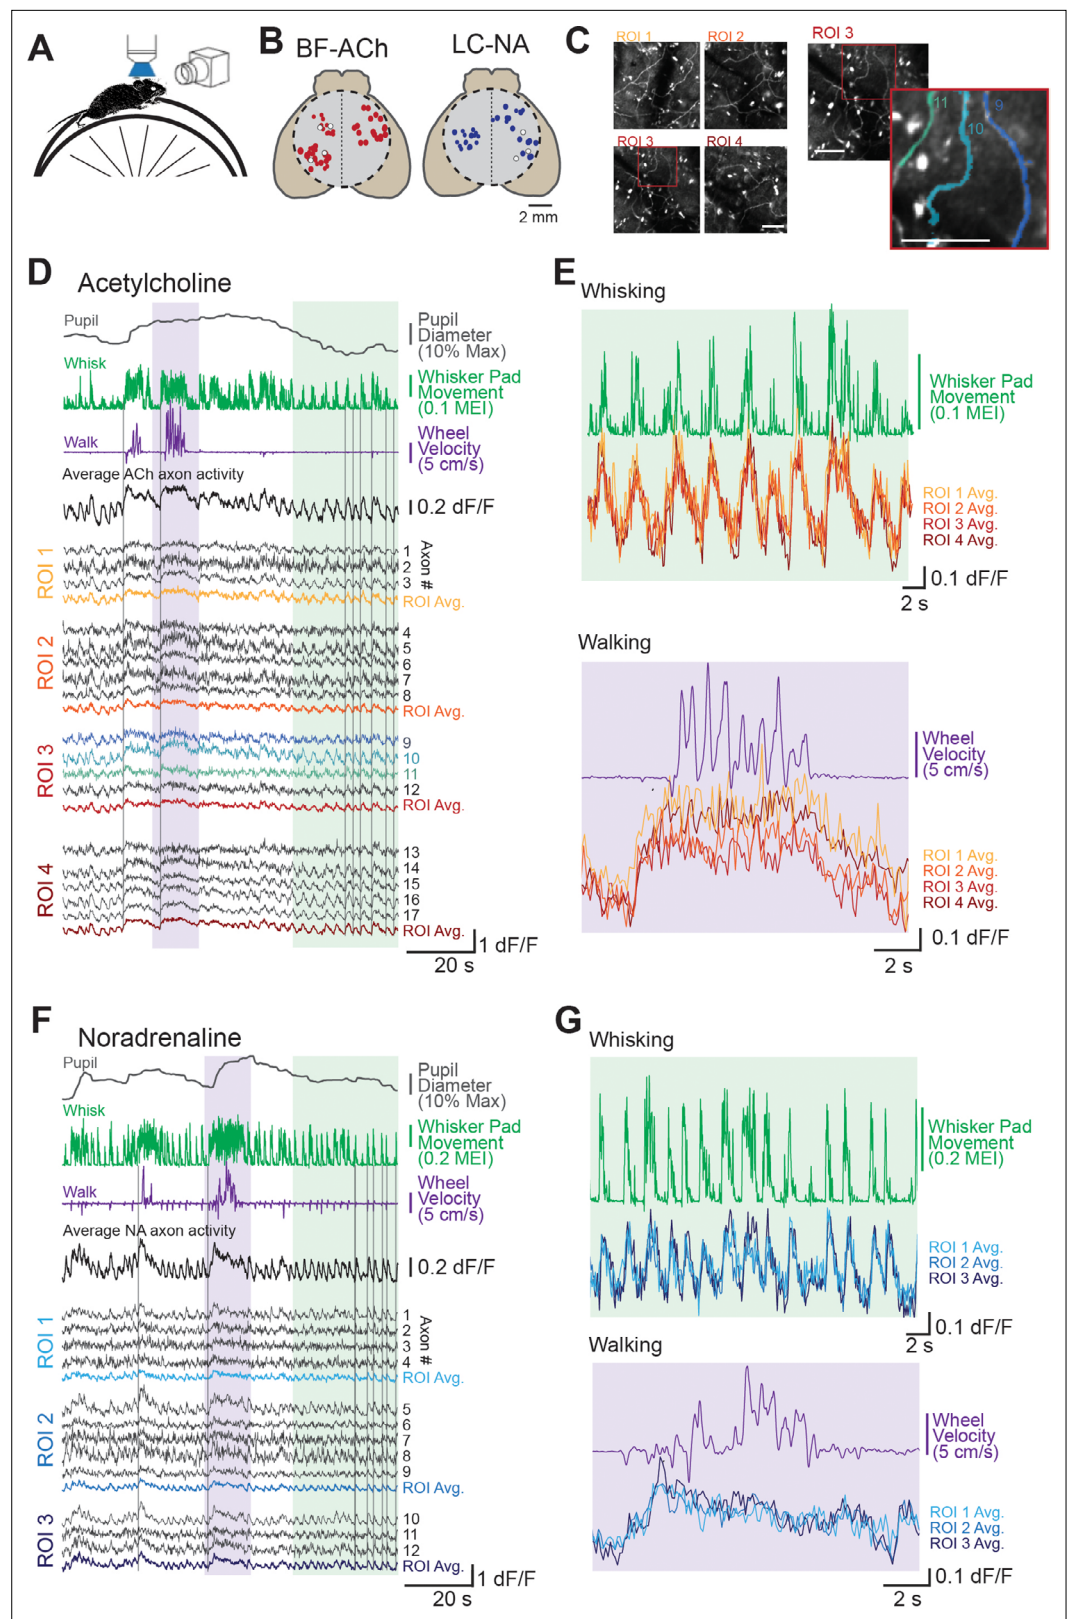 A
B
BF-ACh
LC-NA
2 mm
C
ROI 1
ROI 2
ROI 3
ROI 4
ROI 3
11
10
9
D
Acetylcholine
Pupil
Pupil
Diameter
(10% Max)
Whisk
Whisker Pad
Movement
(0.1 MEI)
Walk
Wheel
Velocity
(5 cm/s)
Average ACh axon activity
0.2 dF/F
ROI 1
1
2
3
Axon #
ROI Avg.
ROI 2
4
5
6
7
8
ROI Avg.
ROI 3
9
10
11
12
ROI Avg.
ROI 4
13
14
15
16
17
ROI Avg.
1 dF/F
20 s
E
Whisking
Whisker Pad
Movement
(0.1 MEI)
ROI 1 Avg.
ROI 2 Avg.
ROI 3 Avg.
ROI 4 Avg.
0.1 dF/F
2 s
Walking
Wheel
Velocity
(5 cm/s)
ROI 1 Avg.
ROI 2 Avg.
ROI 3 Avg.
ROI 4 Avg.
0.1 dF/F
2 s
F
Noradrenaline
Pupil
Pupil
Diameter
(10% Max)
Whisk
Whisker Pad
Movement
(0.2 MEI)
Walk
Wheel
Velocity
(5 cm/s)
Average NA axon activity
0.2 dF/F
ROI 1
1
2
3
4
Axon #
ROI Avg.
ROI 2
5
6
7
8
9
ROI Avg.
ROI 3
10
11
12
ROI Avg.
1 dF/F
20 s
G
Whisking
Whisker Pad
Movement
(0.2 MEI)
ROI 1 Avg.
ROI 2 Avg.
ROI 3 Avg.
0.1 dF/F
2 s
Walking
Wheel
Velocity
(5 cm/s)
ROI 1 Avg.
ROI 2 Avg.
ROI 3 Avg.
0.1 dF/F
2 s